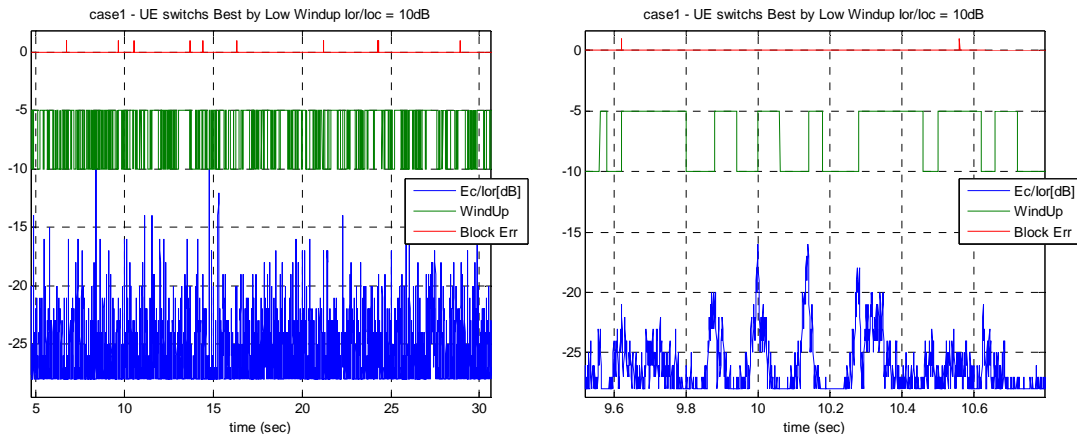 case1 - UE switchs Best by Low Windup Ior/Ioc = 10dB
0
-5
-10
-15
-20
-25
5
10
15
20
25
30
time (sec)
Ec/Ior[dB]
WindUp
Block Err
case1 - UE switchs Best by Low Windup Ior/Ioc = 10dB
0
-5
-10
-15
-20
-25
9.6
9.8
10
10.2
10.4
10.6
time (sec)
Ec/Ior[dB]
WindUp
Block Err